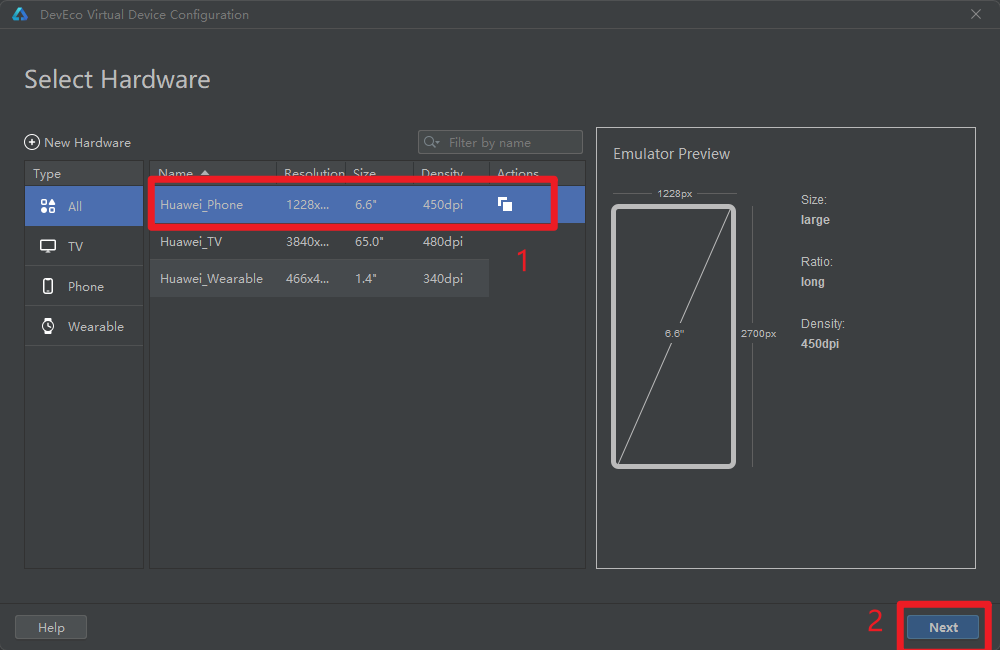 DevEco Virtual Device Configuration
Select Hardware
New Hardware
Filter by name
Type
All
TV
Phone
Wearable
Name Resolution Size Density Actions
Huawei_Phone 1228x... 6.6" 450dpi
Huawei_TV 3840x... 65.0" 480dpi
Huawei_Wearable 466x4... 1.4" 340dpi
1
Emulator Preview
1228px
6.6"
2700px
Size:
large
Ratio:
long
Density:
450dpi
Help
2
Next